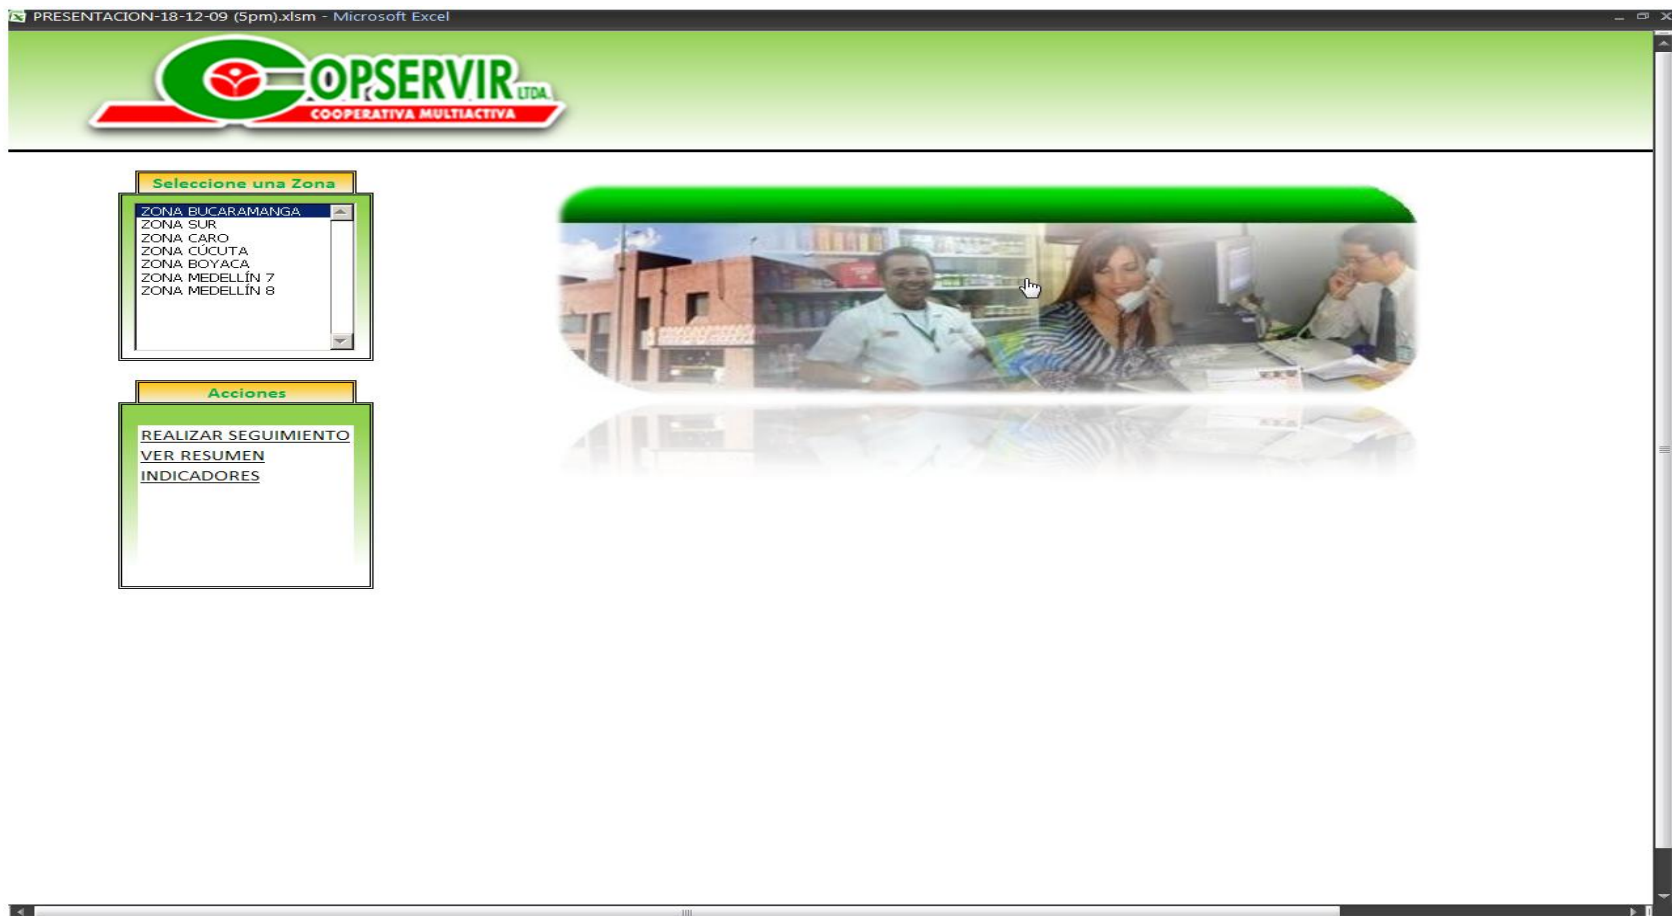 PRESENTACION-18-12-09 (5pm).xlsm - Microsoft Excel
COPSERVIR LTDA.
COOPERATIVA MULTIACTIVA
Seleccione una Zona
ZONA BUCARAMANGA
ZONA SUR
ZONA CARO
ZONA CÚCUTA
ZONA BOYACA
ZONA MEDELLÍN 7
ZONA MEDELLÍN 8
Acciones
REALIZAR SEGUIMIENTO
VER RESUMEN
INDICADORES